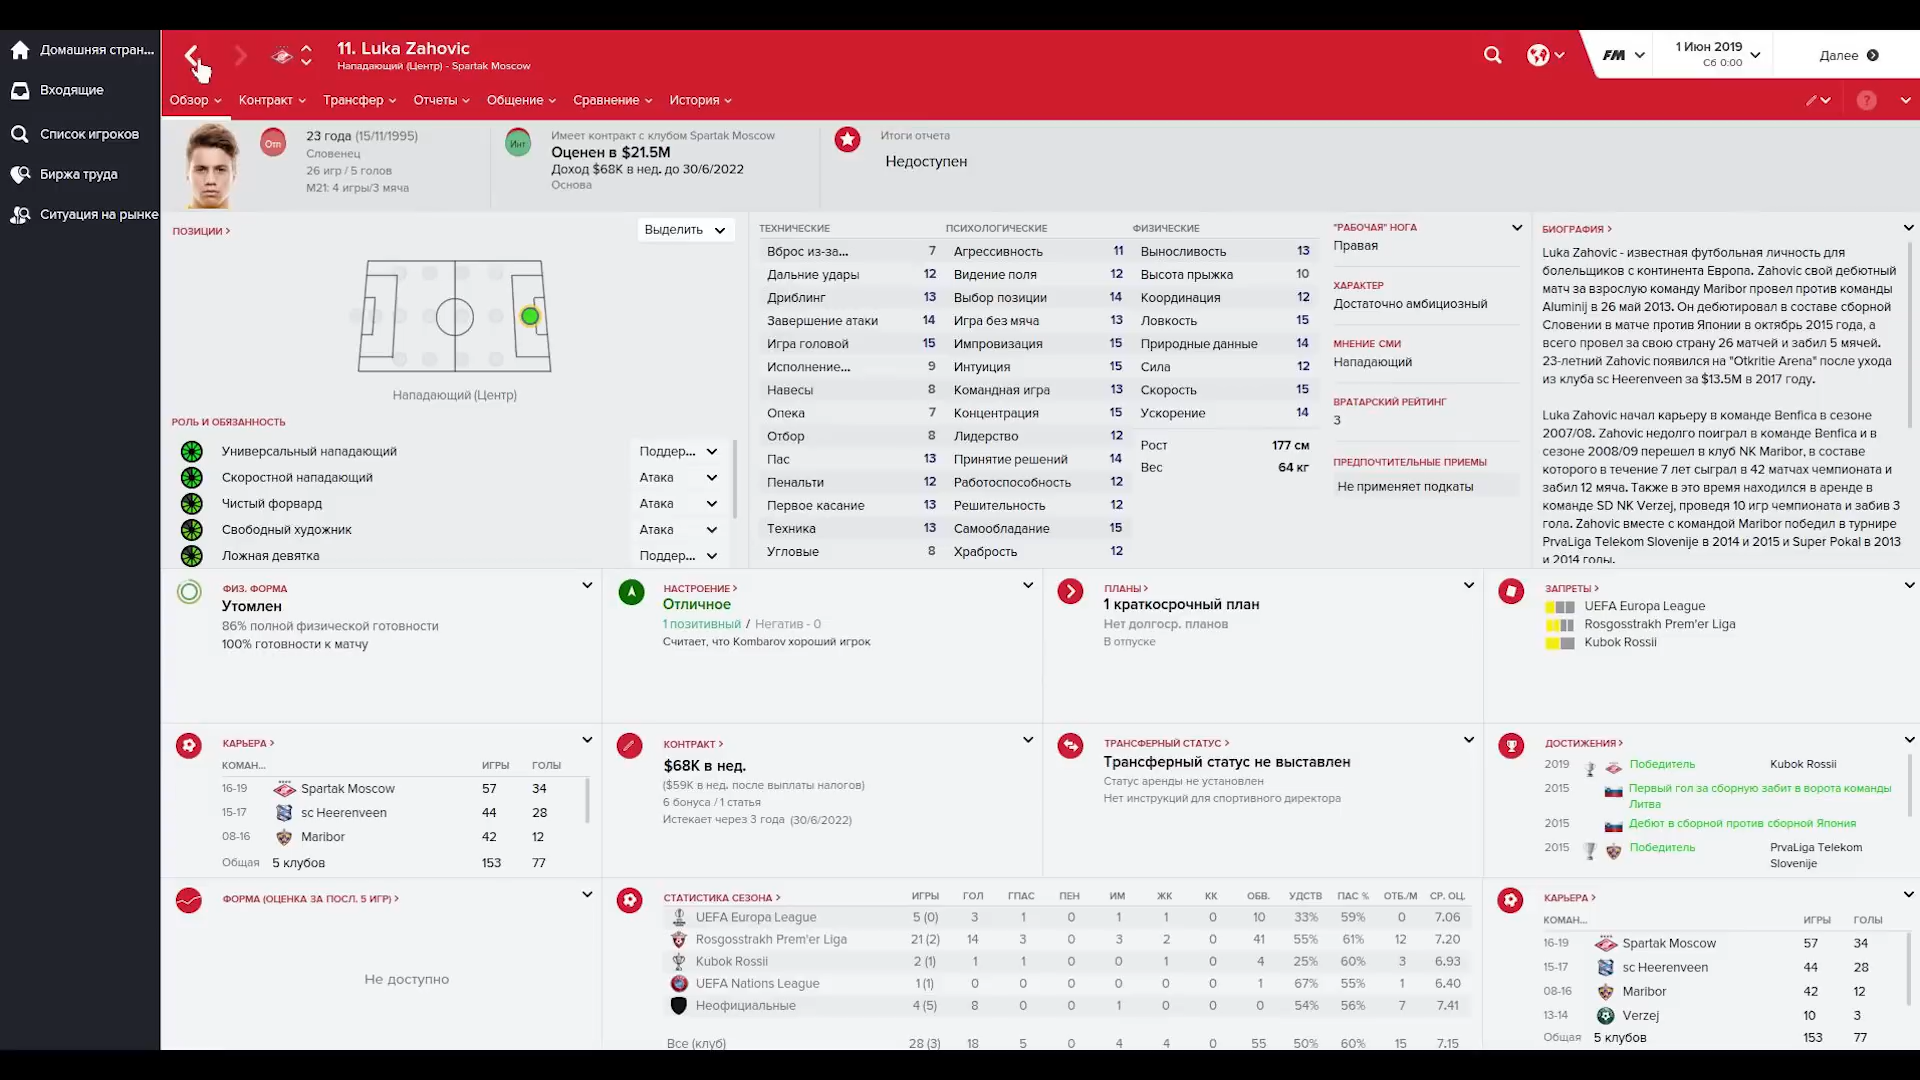 Домашняя стран...
Входящие
Список игроков
Биржа труда
Ситуация на рынке
11. Luka Zahovic
Нападающий (Центр) - Spartak Moscow
FM
1 Июн 2019
Сб 0:00
Далее
Обзор
Контракт
Трансфер
Отчеты
Общение
Сравнение
История
?
Отп
23 года (15/11/1995)
Словенец
26 игр / 5 голов
М21: 4 игры/3 мяча
Инт
Имеет контракт с клубом Spartak Moscow
Оценен в $21.5M
Доход $68K в нед. до 30/6/2022
Основа
Итоги отчета
Недоступен
ПОЗИЦИИ >
Выделить
Нападающий (Центр)
РОЛЬ И ОБЯЗАННОСТЬ
Универсальный нападающий Поддер...
Скоростной нападающий Атака
Чистый форвард Атака
Свободный художник Атака
Ложная девятка Поддер...
ТЕХНИЧЕСКИЕ
Вброс из-за... 7
Дальние удары 12
Дриблинг 13
Завершение атаки 14
Игра головой 15
Исполнение... 9
Навесы 8
Опека 7
Отбор 8
Пас 13
Пенальти 12
Первое касание 13
Техника 13
Угловые 8
ПСИХОЛОГИЧЕСКИЕ
Агрессивность 11
Видение поля 12
Выбор позиции 14
Игра без мяча 13
Импровизация 15
Интуиция 15
Командная игра 13
Концентрация 15
Лидерство 12
Принятие решений 14
Работоспособность 12
Решительность 12
Самообладание 15
Храбрость 12
ФИЗИЧЕСКИЕ
Выносливость 13
Высота прыжка 10
Координация 12
Ловкость 15
Природные данные 14
Сила 12
Скорость 15
Ускорение 14
Рост 177 см
Вес 64 кг
"РАБОЧАЯ" НОГА
Правая
ХАРАКТЕР
Достаточно амбициозный
МНЕНИЕ СМИ
Нападающий
ВРАТАРСКИЙ РЕЙТИНГ
3
ПРЕДПОЧТИТЕЛЬНЫЕ ПРИЕМЫ
Не применяет подкаты
БИОГРАФИЯ >
Luka Zahovic - известная футбольная личность для
болельщиков с континента Европа. Zahovic свой дебютный
матч за взрослую команду Maribor провел против команды
Aluminij в 26 май 2013. Он дебютировал в составе сборной
Словении в матче против Японии в октябрь 2015 года, а
всего провел за свою страну 26 матчей и забил 5 мячей.
23-летний Zahovic появился на "Otkritie Arena" после ухода
из клуба sc Heerenveen за $13.5M в 2017 году.
Luka Zahovic начал карьеру в команде Benfica в сезоне
2007/08. Zahovic недолго поиграл в команде Benfica и в
сезоне 2008/09 перешел в клуб NK Maribor, в составе
которого в течение 7 лет сыграл в 42 матчах чемпионата и
забил 12 мяча. Также в это время находился в аренде в
команде SD NK Verzej, проведя 10 игр чемпионата и забив 3
гола. Zahovic вместе с командой Maribor победил в турнире
PrvaLiga Telekom Slovenije в 2014 и 2015 и Super Pokal в 2013
и 2014 годы.
ФИЗ. ФОРМА
Утомлен
86% полной физической готовности
100% готовности к матчу
НАСТРОЕНИЕ >
Отличное
1 позитивный / Негатив - 0
Считает, что Kombarov хороший игрок
ПЛАНЫ >
1 краткосрочный план
Нет долгоср. планов
В отпуске
ЗАПРЕТЫ >
UEFA Europa League
Rosgosstrakh Prem'er Liga
Kubok Rossii
КАРЬЕРА >
КОМАН... ИГРЫ ГОЛЫ
16-19 Spartak Moscow 57 34
15-17 sc Heerenveen 44 28
08-16 Maribor 42 12
Общая 5 клубов 153 77
КОНТРАКТ >
$68K в нед.
($59K в нед. после выплаты налогов)
6 бонуса / 1 статья
Истекает через 3 года (30/6/2022)
ТРАНСФЕРНЫЙ СТАТУС >
Трансферный статус не выставлен
Статус аренды не установлен
Нет инструкций для спортивного директора
ДОСТИЖЕНИЯ >
2019 Победитель Kubok Rossii
2015 Первый гол за сборную забит в ворота команды
Литва
2015 Дебют в сборной против сборной Япония
2015 Победитель PrvaLiga Telekom
Slovenije
ФОРМА (ОЦЕНКА ЗА ПОСЛ. 5 ИГР) >
Не доступно
СТАТИСТИКА СЕЗОНА > ИГРЫ ГОЛ ГПАС ПЕН ИМ ЖК КК ОБВ. УДСТВ ПАС % ОТБ./М СР. ОЦ.
UEFA Europa League 5 (0) 3 1 0 1 1 0 10 33% 59% 0 7.06
Rosgosstrakh Prem'er Liga 21 (2) 14 3 0 3 2 0 41 55% 61% 12 7.20
Kubok Rossii 2 (1) 1 1 0 0 1 0 4 25% 60% 3 6.93
UEFA Nations League 1 (1) 0 0 0 0 0 0 1 67% 55% 1 6.40
Неофициальные 4 (5) 8 0 0 1 0 0 0 54% 56% 7 7.41
Все (клуб) 28 (3) 18 5 0 4 4 0 55 50% 60% 15 7.15
КАРЬЕРА >
КОМАН... ИГРЫ ГОЛЫ
16-19 Spartak Moscow 57 34
15-17 sc Heerenveen 44 28
08-16 Maribor 42 12
13-14 Verzej 10 3
Общая 5 клубов 153 77